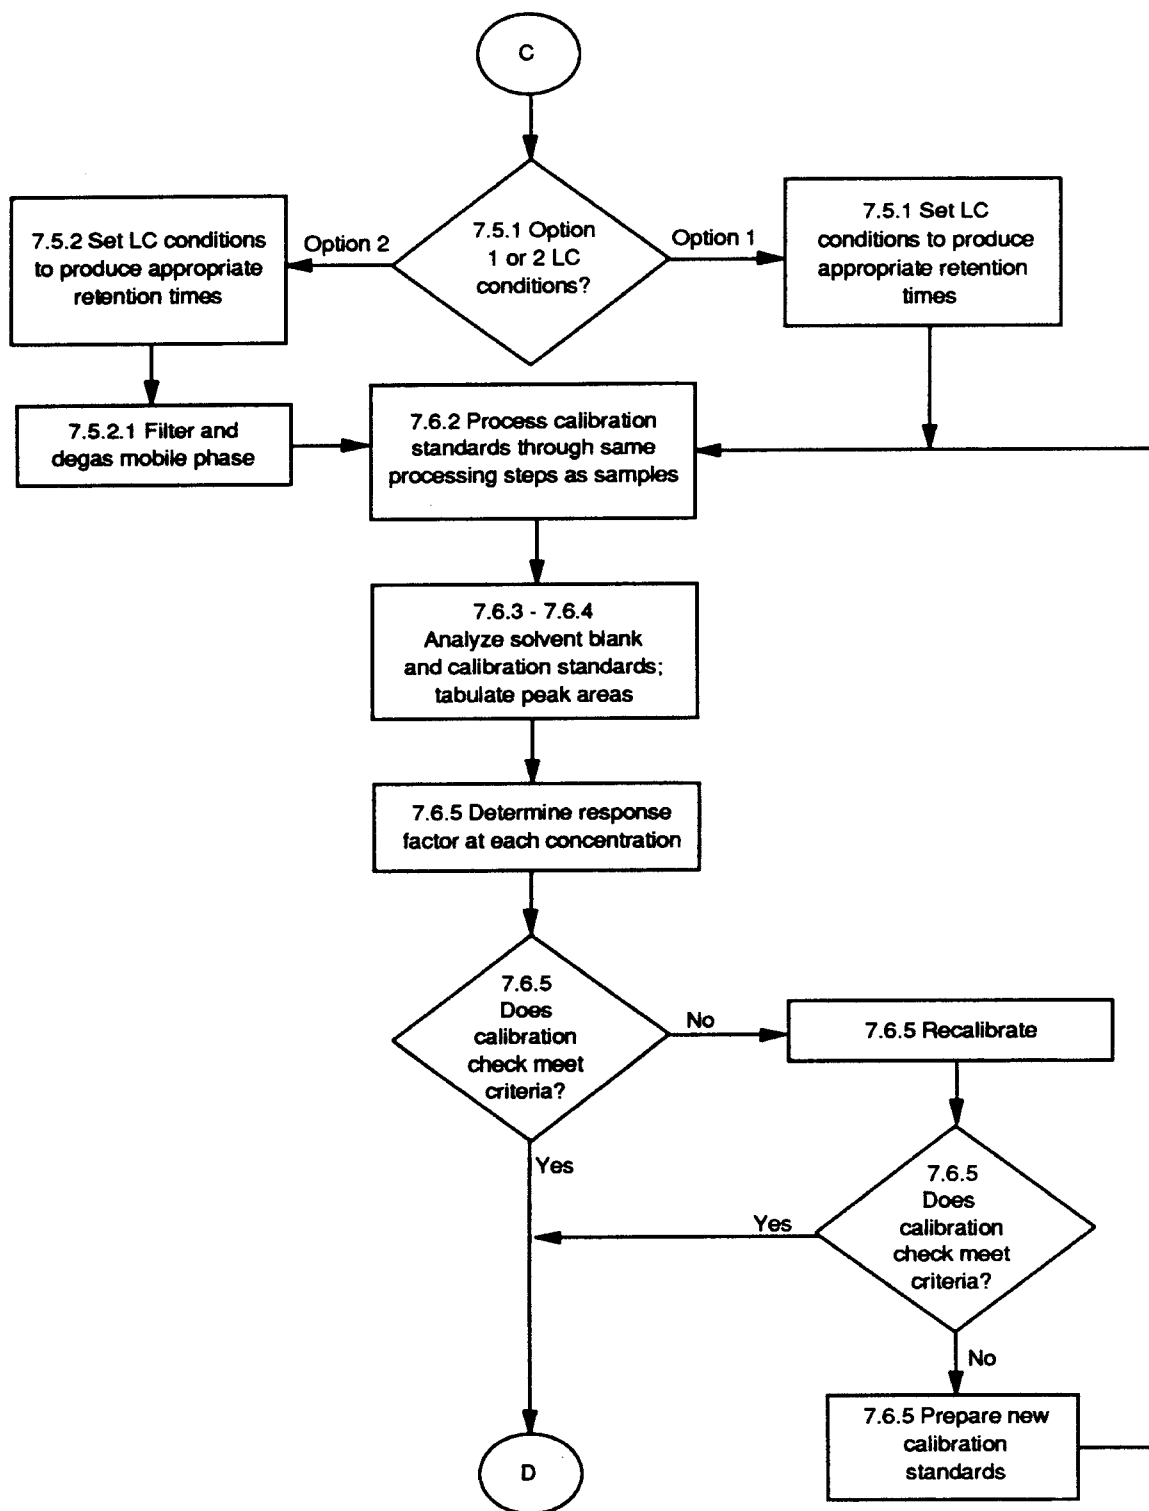 C
7.5.1 Option
1 or 2 LC
conditions?
Option 2
Option 1
7.5.2 Set LC conditions
to produce appropriate
retention times
7.5.1 Set LC
conditions to produce
appropriate retention
times
7.5.2.1 Filter and
degas mobile phase
7.6.2 Process calibration
standards through same
processing steps as samples
7.6.3 - 7.6.4
Analyze solvent blank
and calibration standards;
tabulate peak areas
7.6.5 Determine response
factor at each concentration
7.6.5
Does
calibration
check meet
criteria?
No
7.6.5 Recalibrate
Yes
7.6.5
Does
calibration
check meet
criteria?
Yes
No
7.6.5 Prepare new
calibration
standards
D